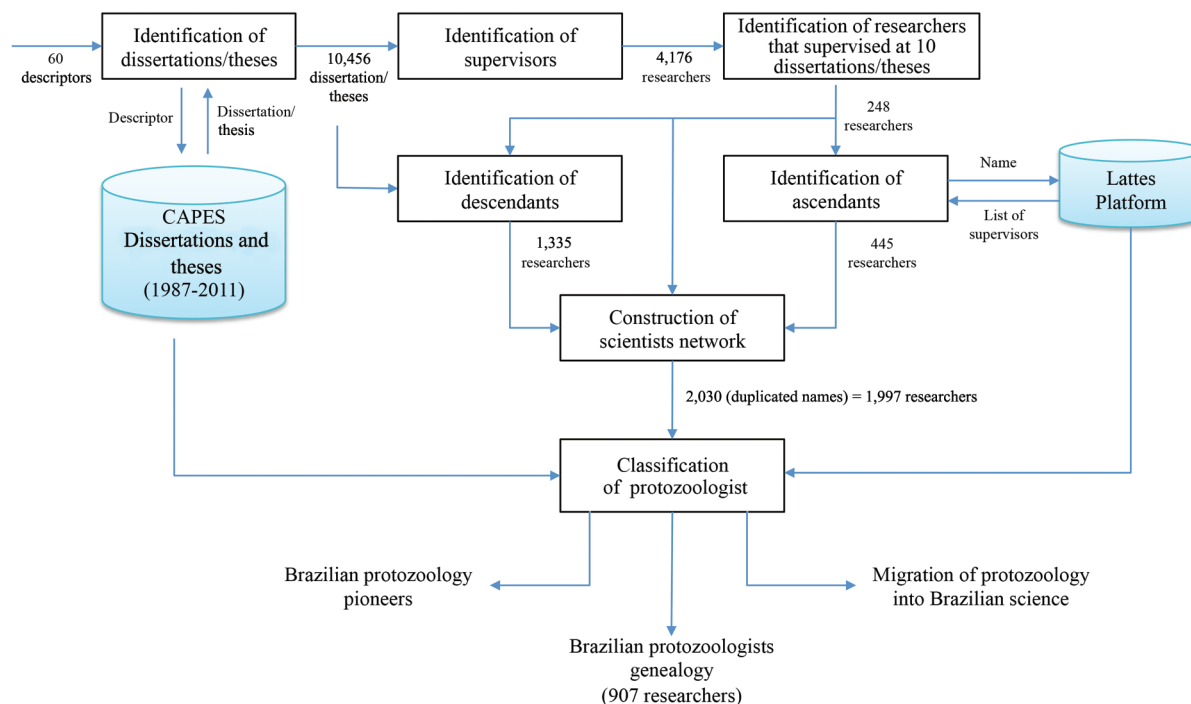 Identification of
dissertations/theses
Identification of
supervisors
Identification of researchers
that supervised at 10
dissertations/theses
60
descriptors
10,456
dissertation/
theses
4,176
researchers
Descriptor
Dissertation/
thesis
248
researchers
CAPES
Dissertations and
theses
(1987-2011)
Identification of
descendants
Identification of
ascendants
Name
List of
supervisors
Lattes
Platform
1,335
researchers
445
researchers
Construction of
scientists network
2,030 (duplicated names) = 1,997 researchers
Classification
of protozoologist
Brazilian protozoology
pioneers
Migration of protozoology
into Brazilian science
Brazilian protozoologists
genealogy
(907 researchers)